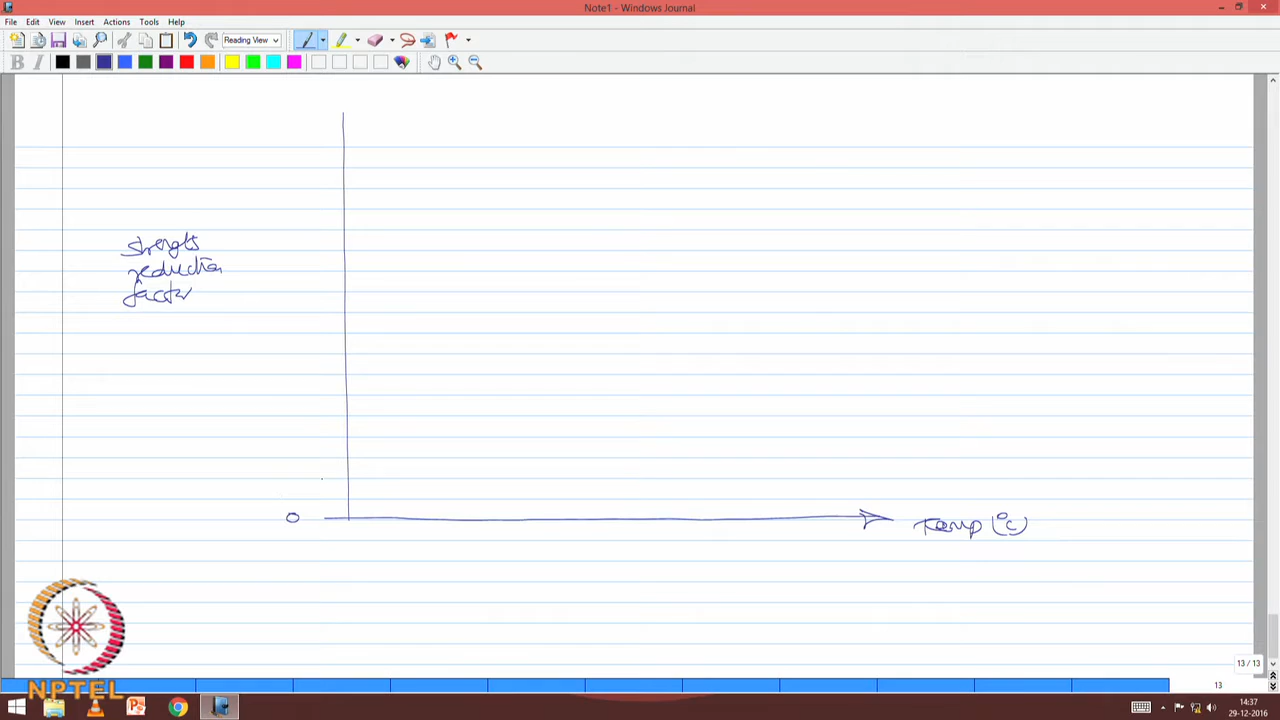 Note1 - Windows Journal
File Edit View Insert Actions Tools Help
Reading View
B I
strength
reduction
factor
0
Temp (°C)
13 / 13
13
NPTEL
14:37
29-12-2016